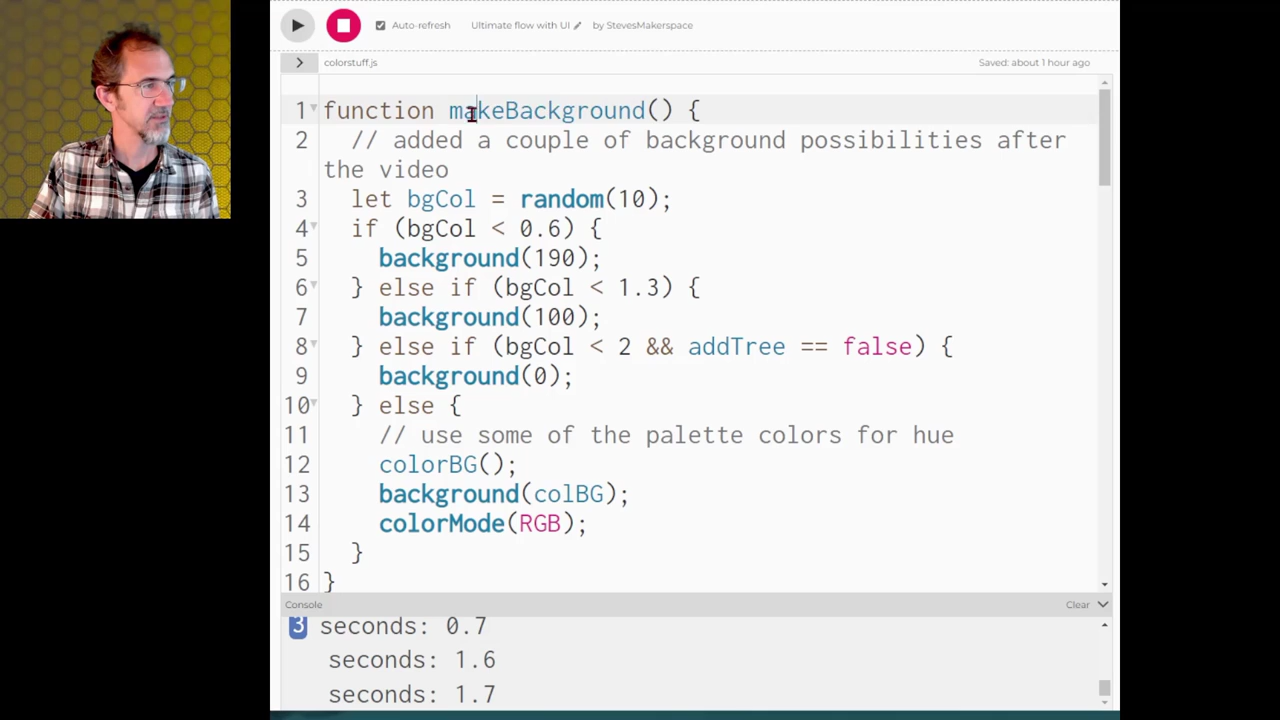 Auto-refresh Ultimate flow with UI by StevesMakerspace
> colorstuff.js Saved: about 1 hour ago
1 function makeBackground() {
2 // added a couple of background possibilities after
the video
3 let bgCol = random(10);
4 if (bgCol < 0.6) {
5 background(190);
6 } else if (bgCol < 1.3) {
7 background(100);
8 } else if (bgCol < 2 && addTree == false) {
9 background(0);
10 } else {
11 // use some of the palette colors for hue
12 colorBG();
13 background(colBG);
14 colorMode(RGB);
15 }
16 }
Console Clear
3 seconds: 0.7
seconds: 1.6
seconds: 1.7